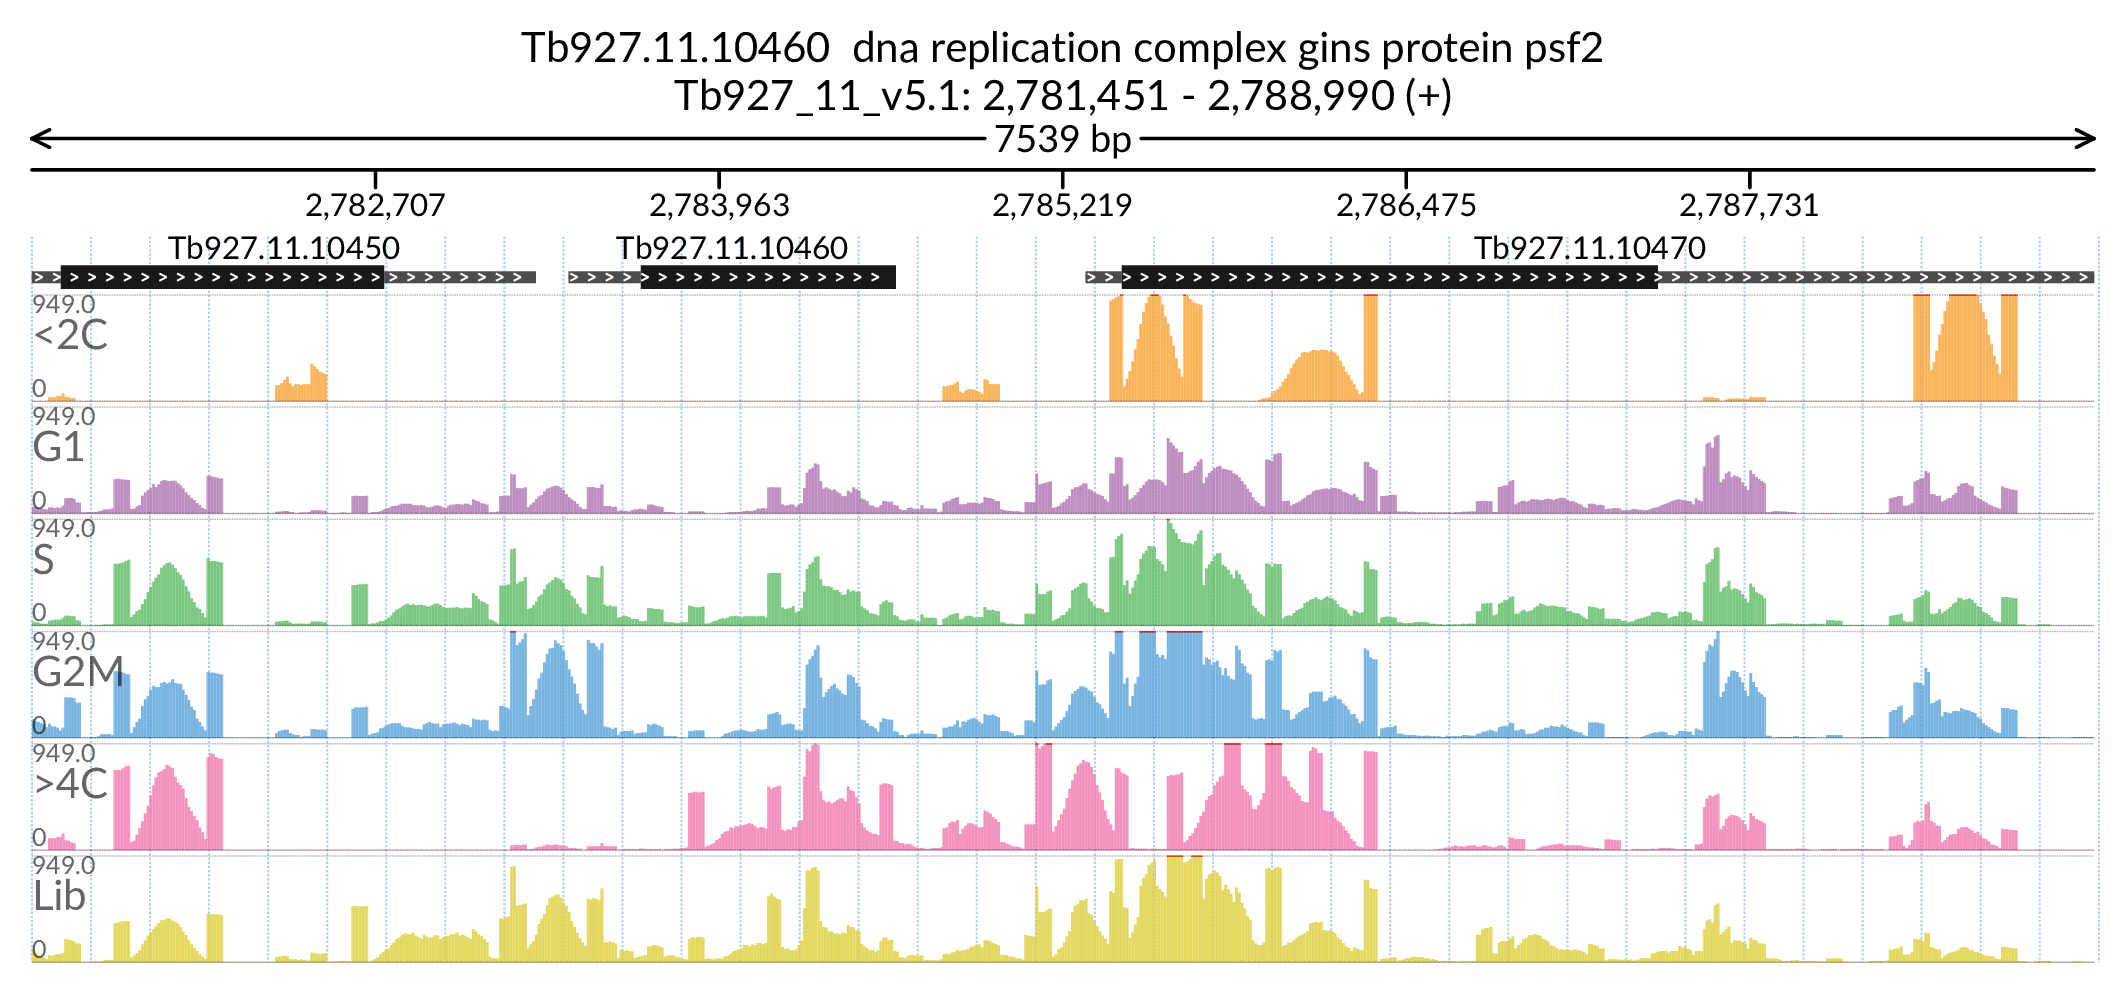 Tb927.11.10460  dna replication complex gins protein psf2
Tb927_11_v5.1: 2,781,451 - 2,788,990 (+)
7539 bp
2,782,707 2,783,963 2,785,219 2,786,475 2,787,731
Tb927.11.10450 Tb927.11.10460 Tb927.11.10470
949.0
<2C
0
949.0
G1
0
949.0
S
0
949.0
G2M
0
949.0
>4C
0
949.0
Lib
0